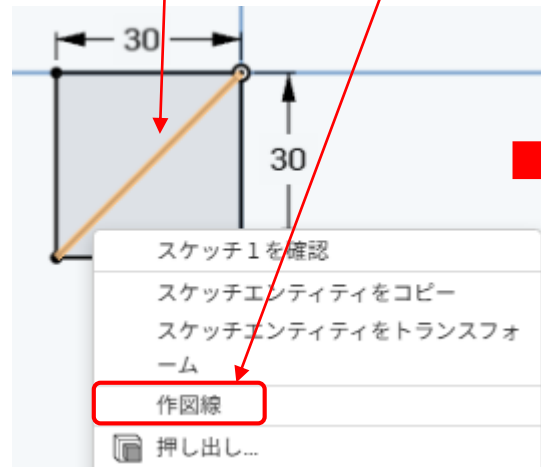 30
30
スケッチ１を確認
スケッチエンティティをコピー
スケッチエンティティをトランスフォ
ーム
作図線
押し出し...